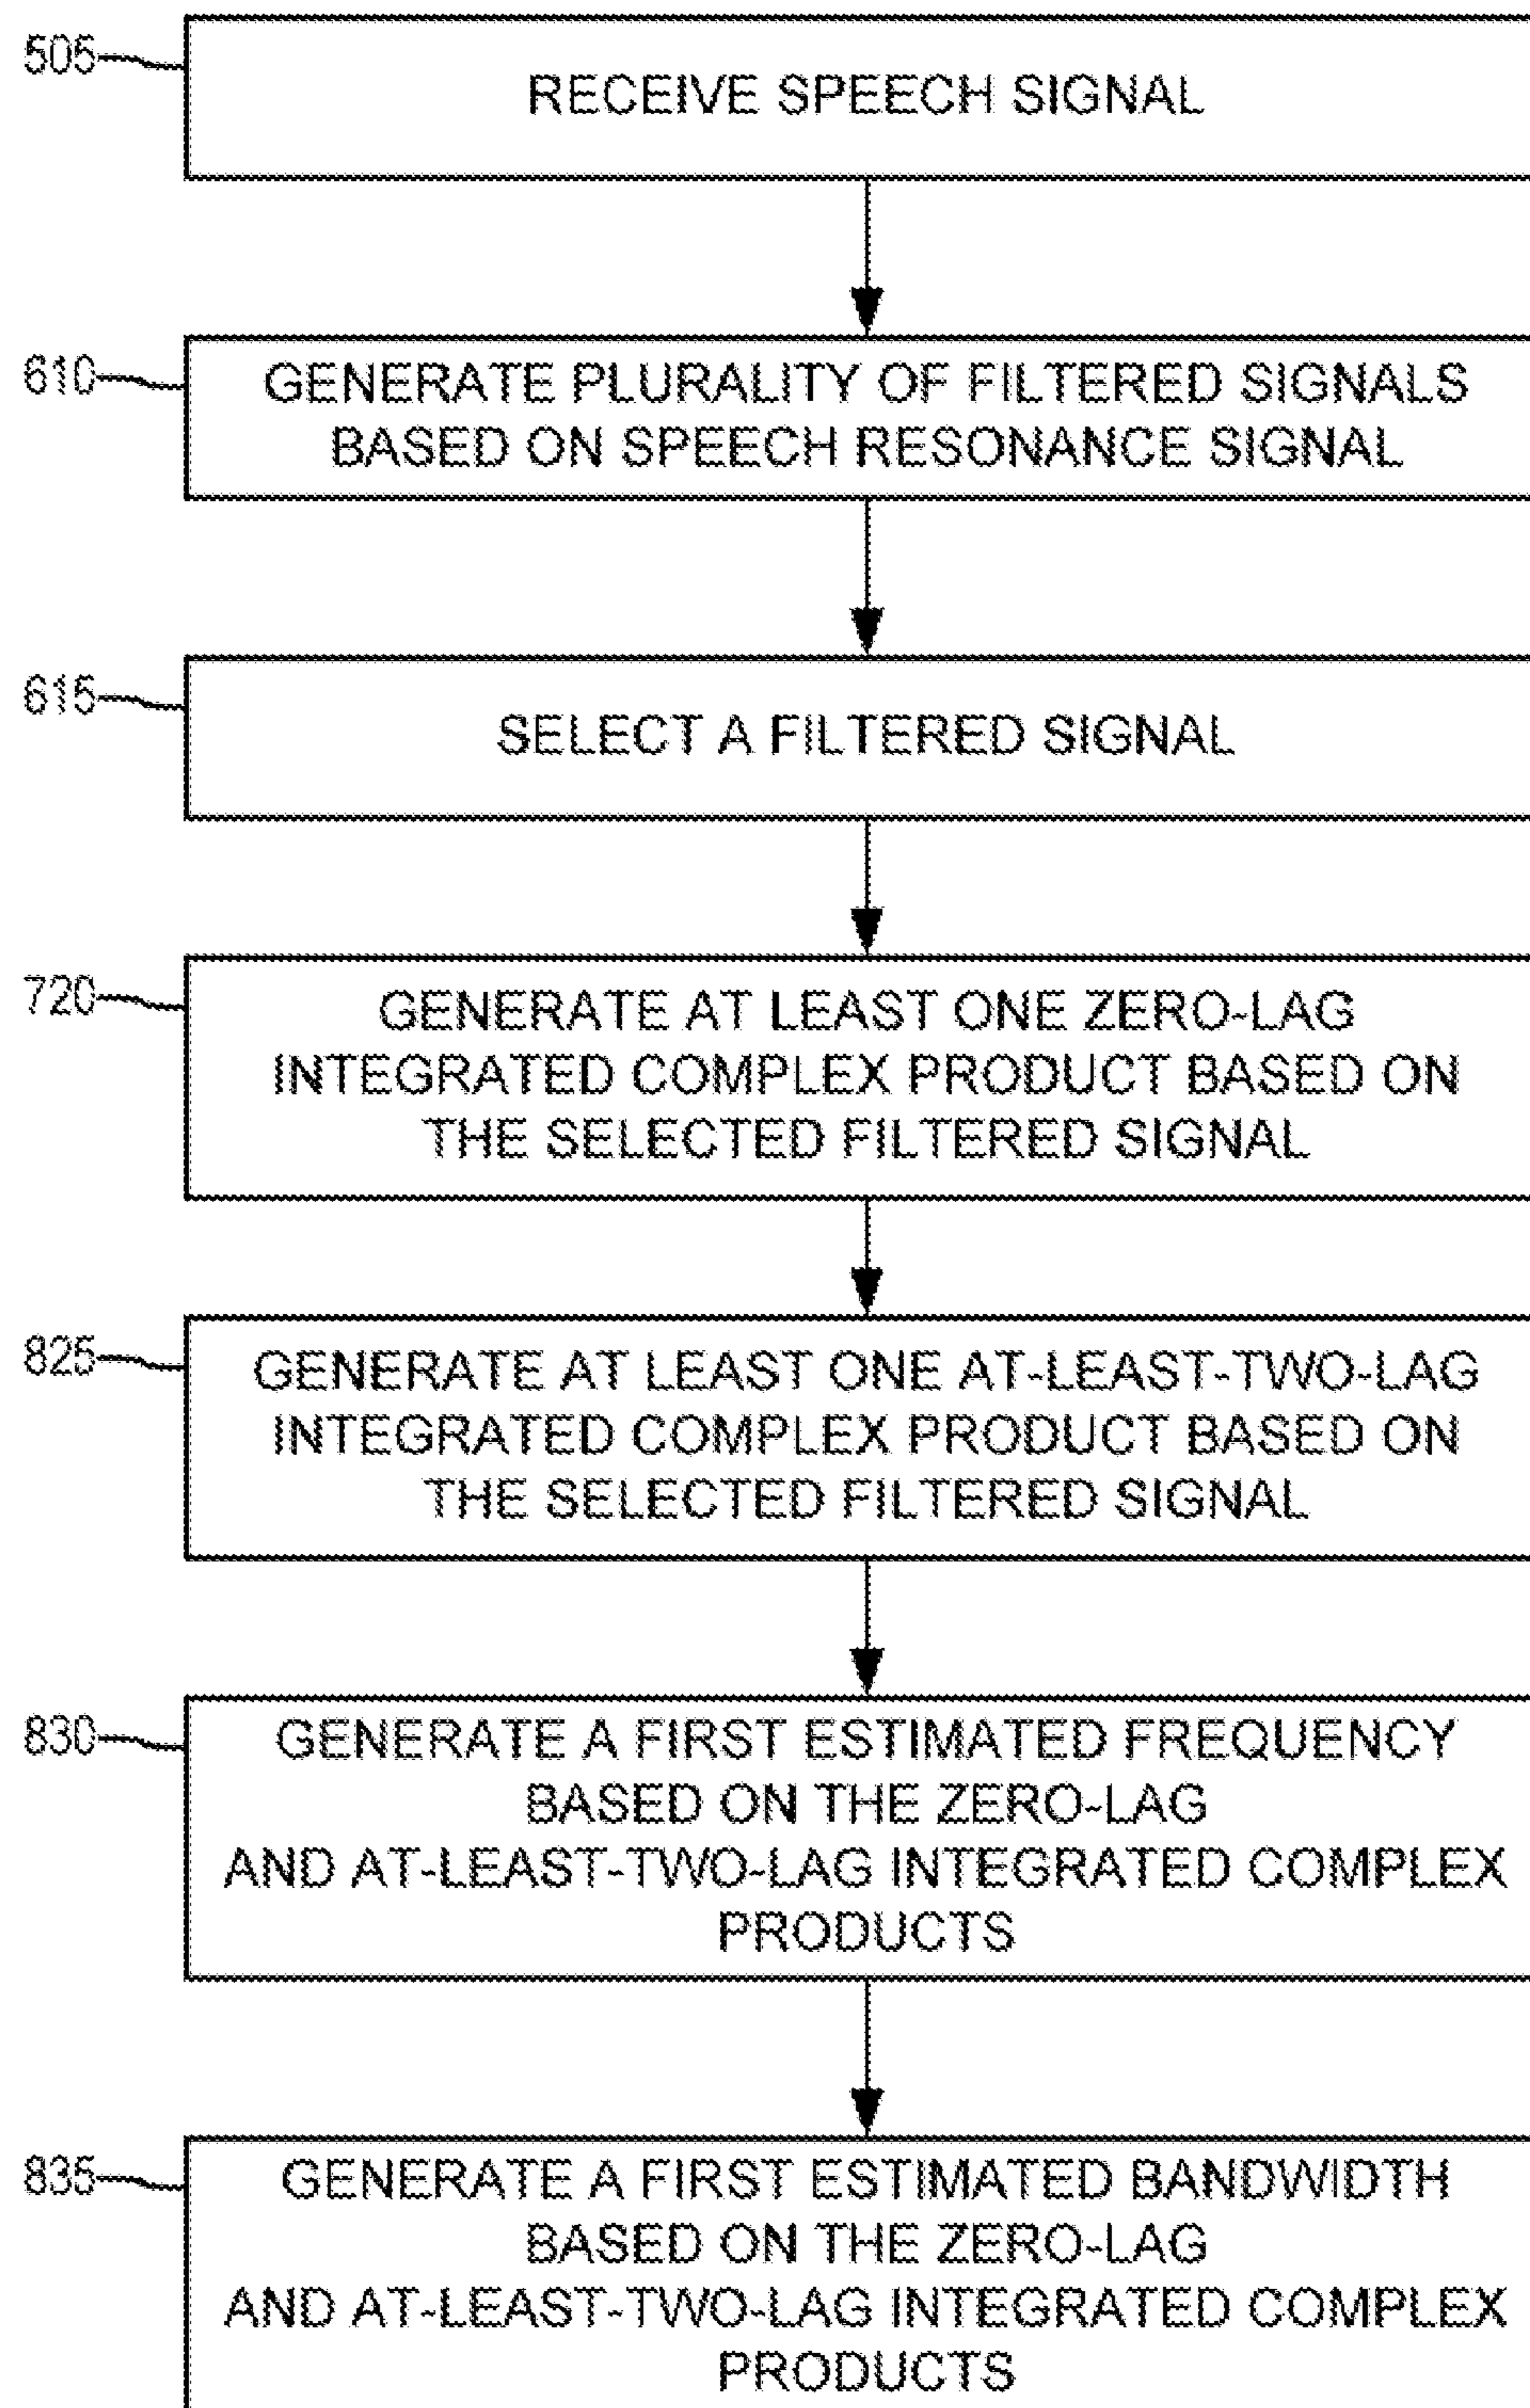 505
RECEIVE SPEECH SIGNAL
610
GENERATE PLURALITY OF FILTERED SIGNALS
BASED ON SPEECH RESONANCE SIGNAL
615
SELECT A FILTERED SIGNAL
720
GENERATE AT LEAST ONE ZERO-LAG
INTEGRATED COMPLEX PRODUCT BASED ON
THE SELECTED FILTERED SIGNAL
825
GENERATE AT LEAST ONE AT-LEAST-TWO-LAG
INTEGRATED COMPLEX PRODUCT BASED ON
THE SELECTED FILTERED SIGNAL
830
GENERATE A FIRST ESTIMATED FREQUENCY
BASED ON THE ZERO-LAG
AND AT-LEAST-TWO-LAG INTEGRATED COMPLEX
PRODUCTS
835
GENERATE A FIRST ESTIMATED BANDWIDTH
BASED ON THE ZERO-LAG
AND AT-LEAST-TWO-LAG INTEGRATED COMPLEX
PRODUCTS